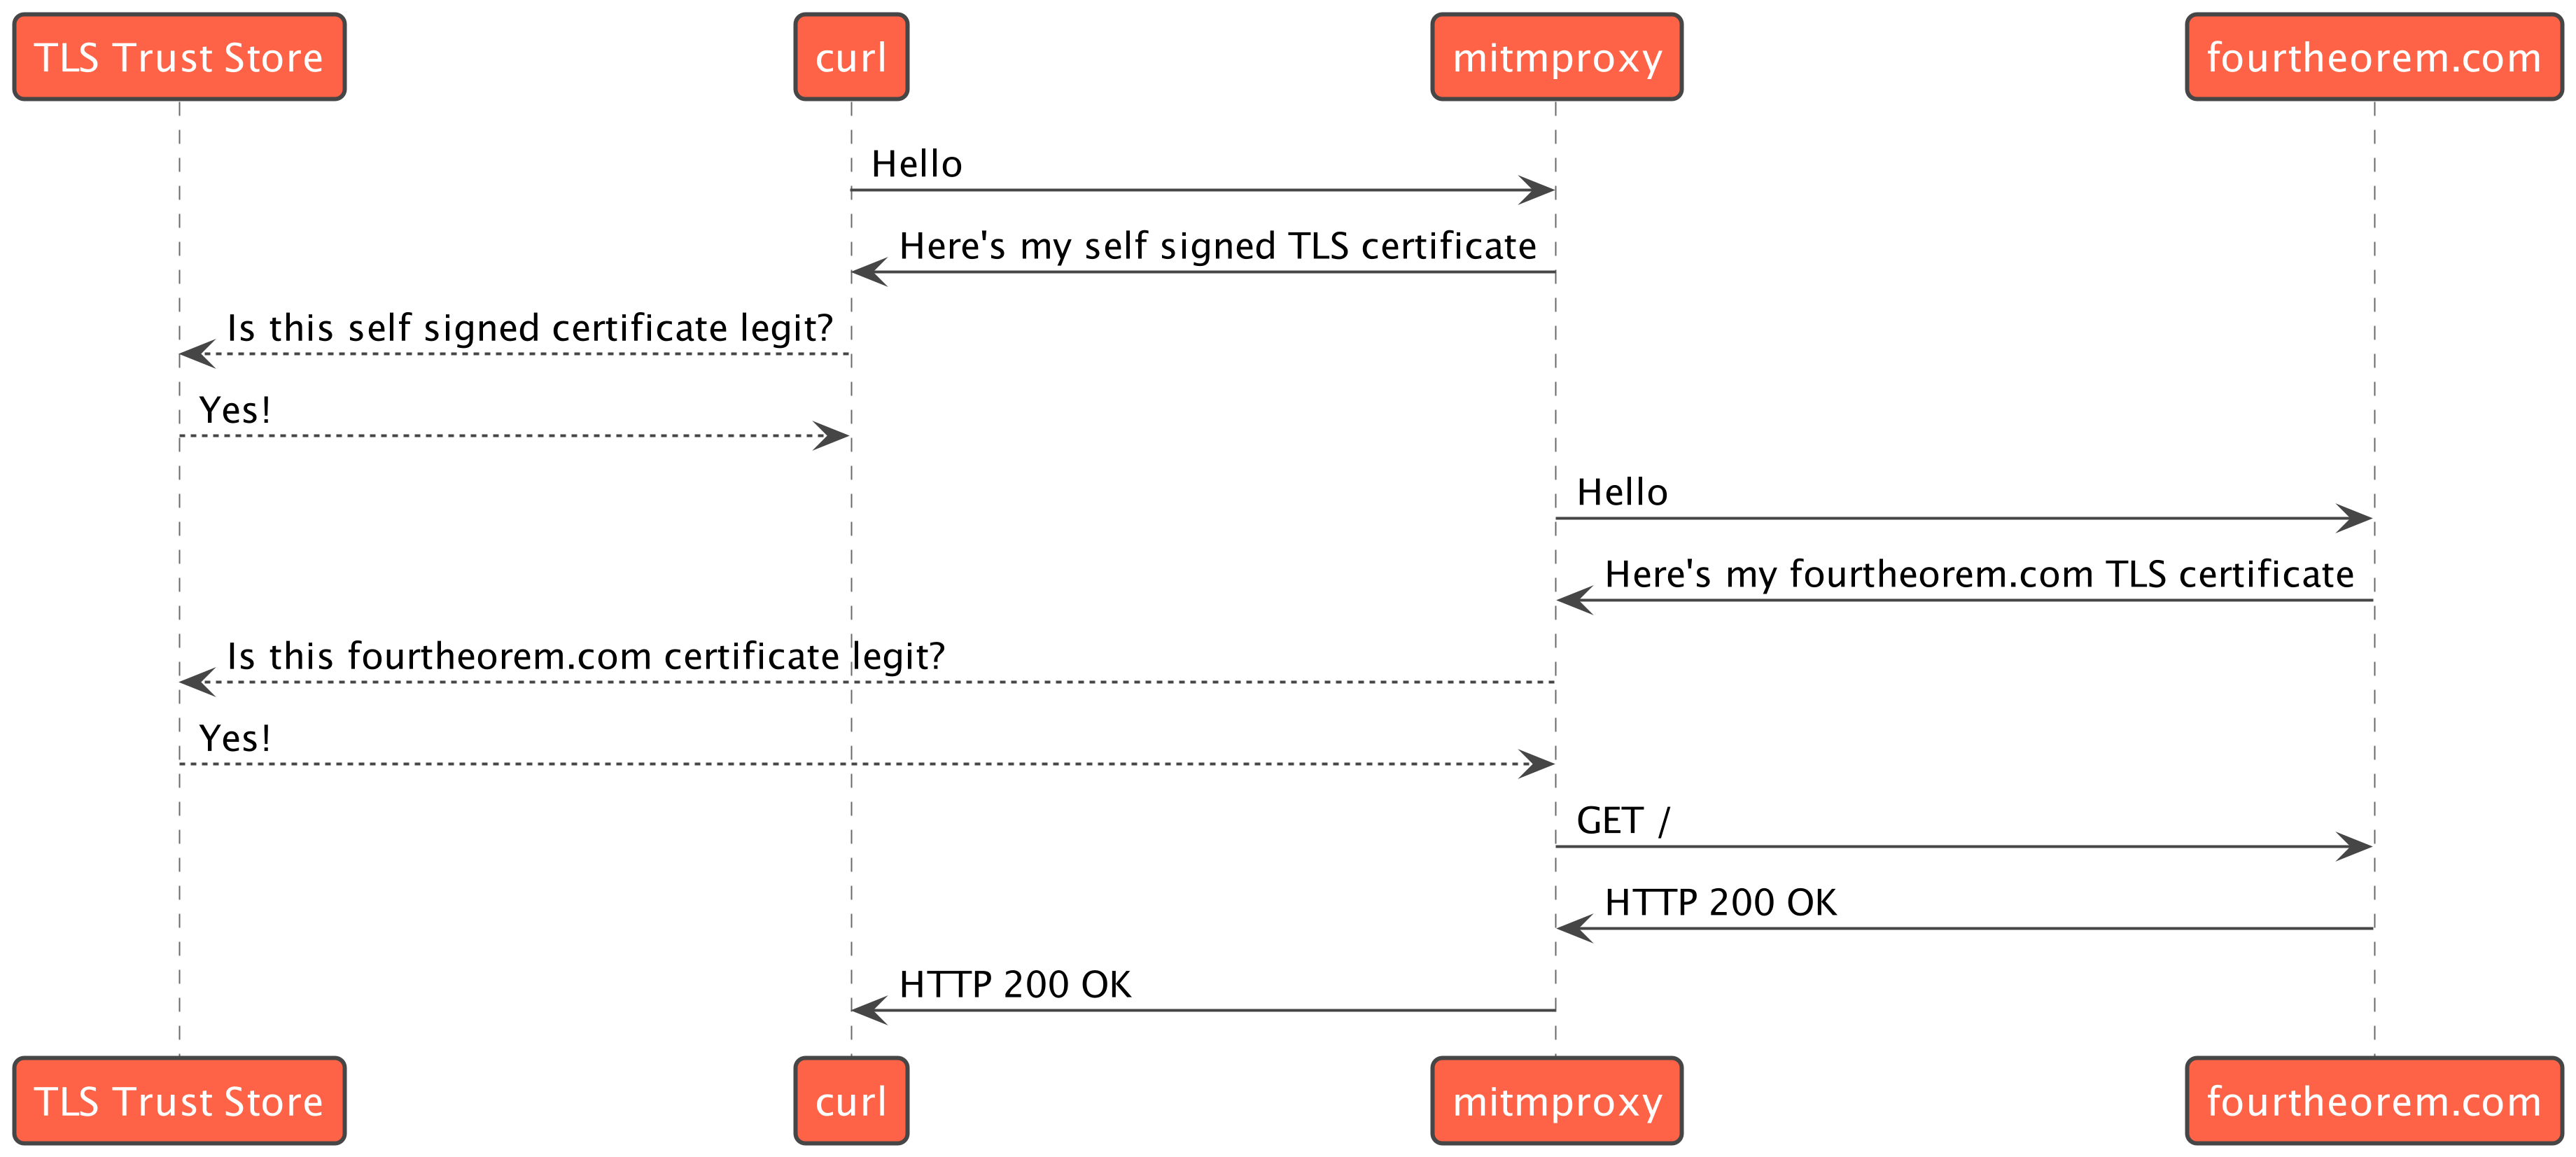 TLS Trust Store
curl
mitmproxy
fourtheorem.com
Hello
Here's my self signed TLS certificate
Is this self signed certificate legit?
Yes!
Hello
Here's my fourtheorem.com TLS certificate
Is this fourtheorem.com certificate legit?
Yes!
GET /
HTTP 200 OK
HTTP 200 OK
TLS Trust Store
curl
mitmproxy
fourtheorem.com